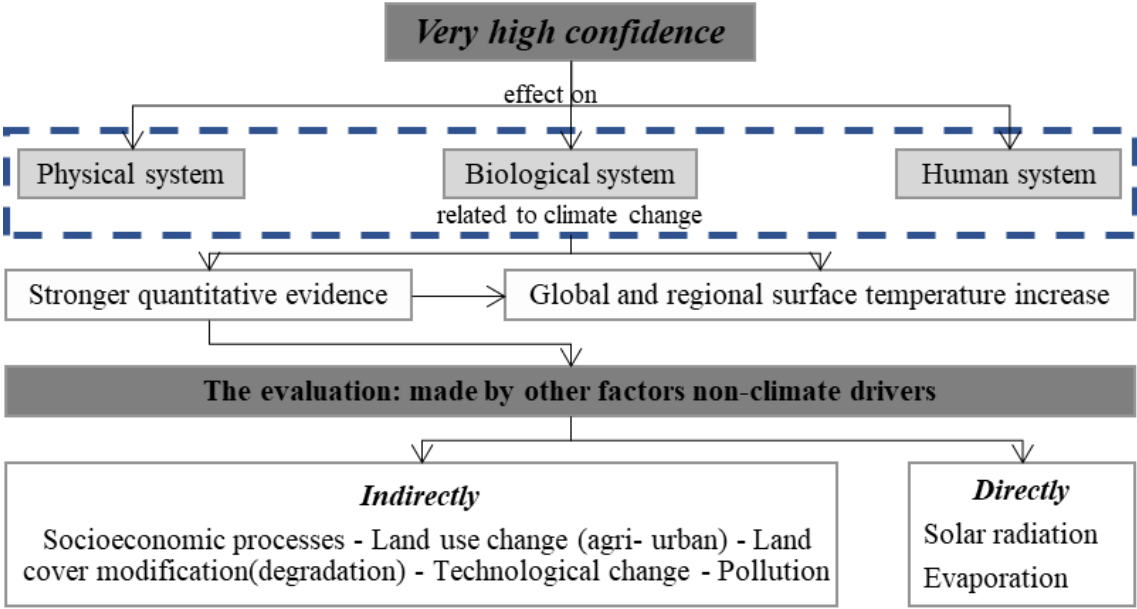 Very high confidence
effect on
Physical system
Biological system
Human system
related to climate change
Stronger quantitative evidence
Global and regional surface temperature increase
The evaluation: made by other factors non-climate drivers
Indirectly
Socioeconomic processes - Land use change (agri- urban) - Land
cover modification(degradation) - Technological change - Pollution
Directly
Solar radiation
Evaporation